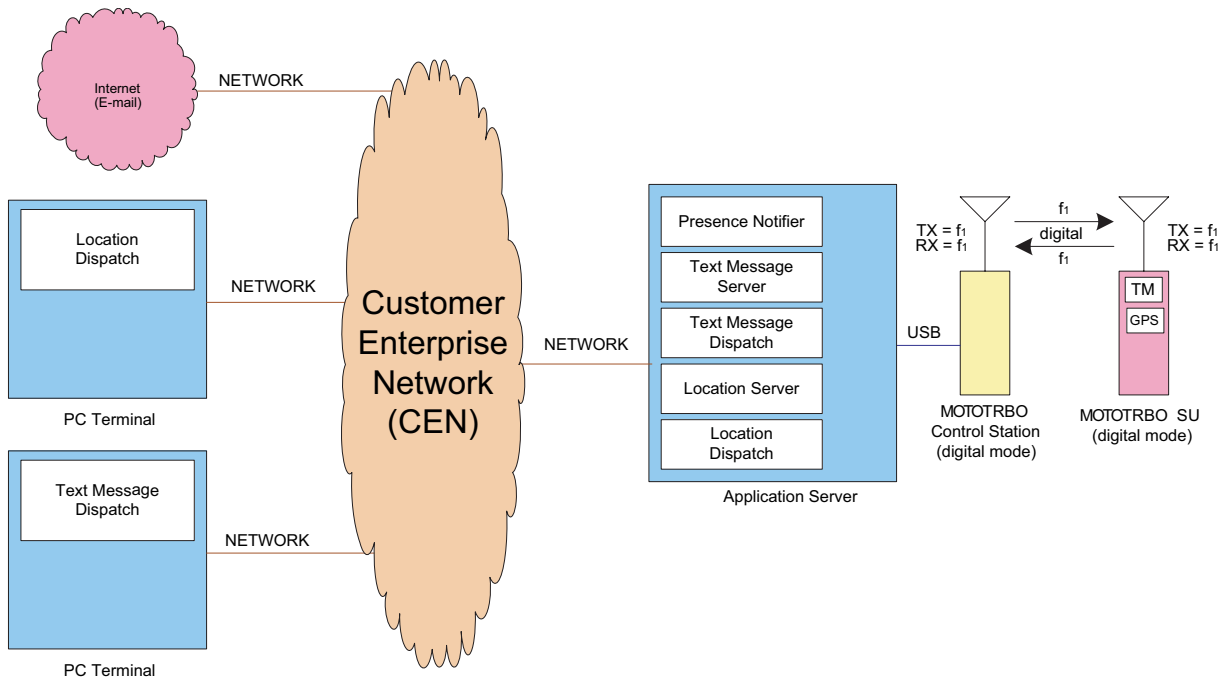 Internet
(E-mail)
NETWORK
Location
Dispatch
NETWORK
PC Terminal
Text Message
Dispatch
NETWORK
PC Terminal
Customer
Enterprise
Network
(CEN)
NETWORK
Presence Notifier
Text Message
Server
Text Message
Dispatch
Location Server
Location
Dispatch
Application Server
USB
TX = f1
RX = f1
f1
digital
f1
TX = f1
RX = f1
TM
GPS
MOTOTRBO
Control Station
(digital mode)
MOTOTRBO SU
(digital mode)